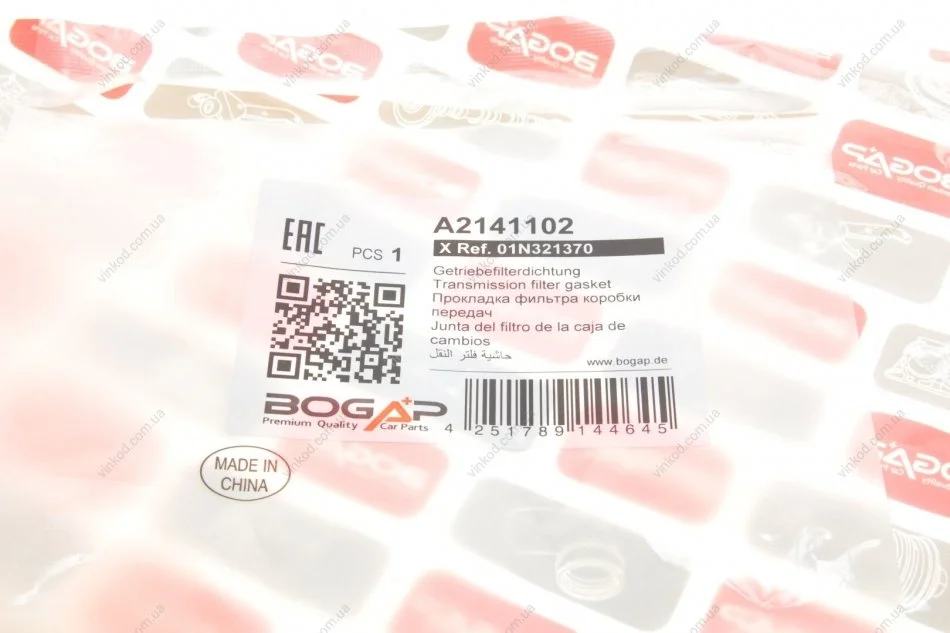 EAC
PCS 1
A2141102
X Ref. 01N321370
Getriebefilterdichtung
Transmission filter gasket
Прокладка фильтра коробки
передач
Junta del filtro de la caja de
cambios
حاشية فلتر النقل
www.bogap.de
BOGAP
Premium Quality Car Parts
4 251789 144645
MADE IN
CHINA
vinkod.com.ua